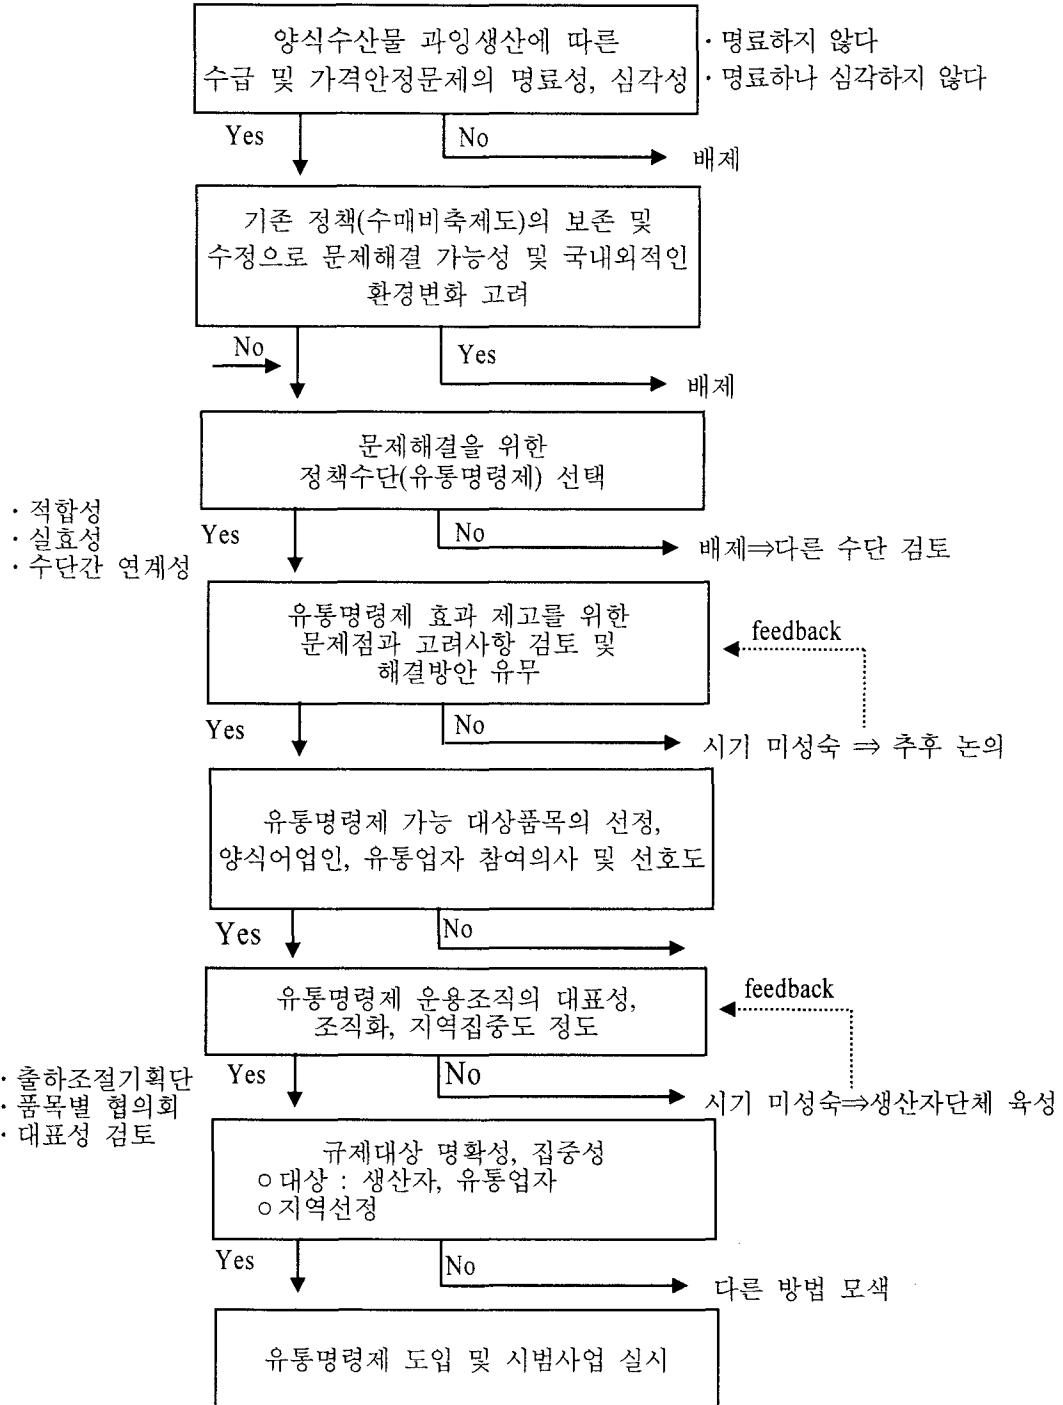 양식수산물 과잉생산에 따른
수급 및 가격안정문제의 명료성, 심각성
· 명료하지 않다
· 명료하나 심각하지 않다
Yes
No
배제
기존 정책(수매비축제도)의 보존 및
수정으로 문제해결 가능성 및 국내외적인
환경변화 고려
No
Yes
배제
문제해결을 위한
정책수단(유통명령제) 선택
· 적합성
· 실효성
· 수단간 연계성
Yes
No
배제⇒다른 수단 검토
유통명령제 효과 제고를 위한
문제점과 고려사항 검토 및
해결방안 유무
feedback
Yes
No
시기 미성숙 ⇒ 추후 논의
유통명령제 가능 대상품목의 선정,
양식어업인, 유통업자 참여의사 및 선호도
Yes
No
유통명령제 운용조직의 대표성,
조직화, 지역집중도 정도
feedback
· 출하조절기획단
· 품목별 협의회
· 대표성 검토
Yes
No
시기 미성숙⇒생산자단체 육성
규제대상 명확성, 집중성
○ 대상 : 생산자, 유통업자
○ 지역선정
Yes
No
다른 방법 모색
유통명령제 도입 및 시범사업 실시